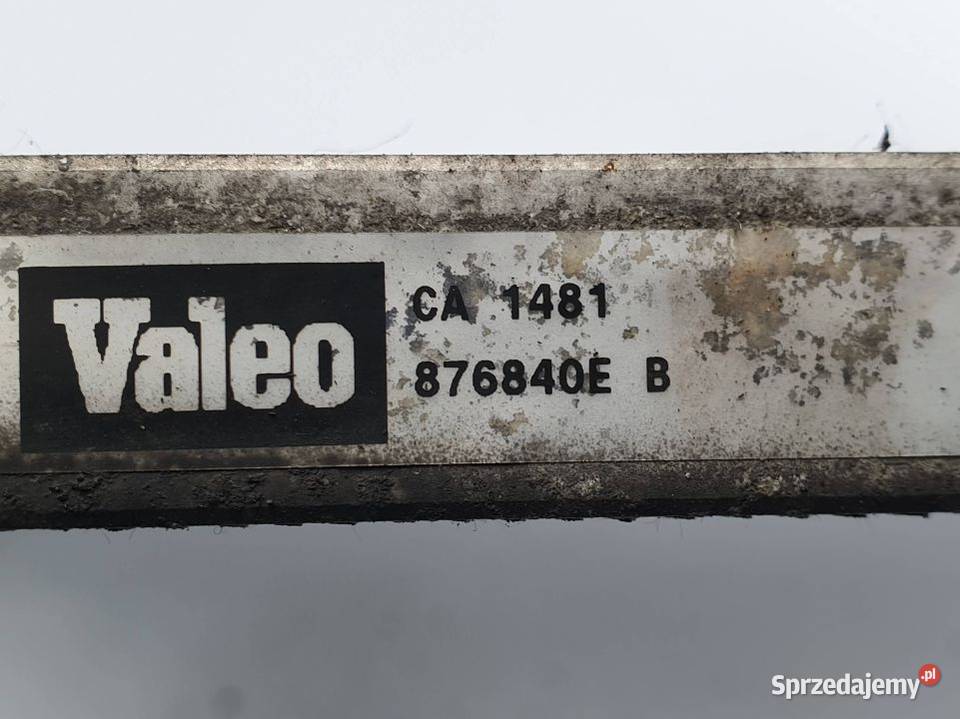 Valeo
CA 1481
876840E B
Sprzedajemy.pl